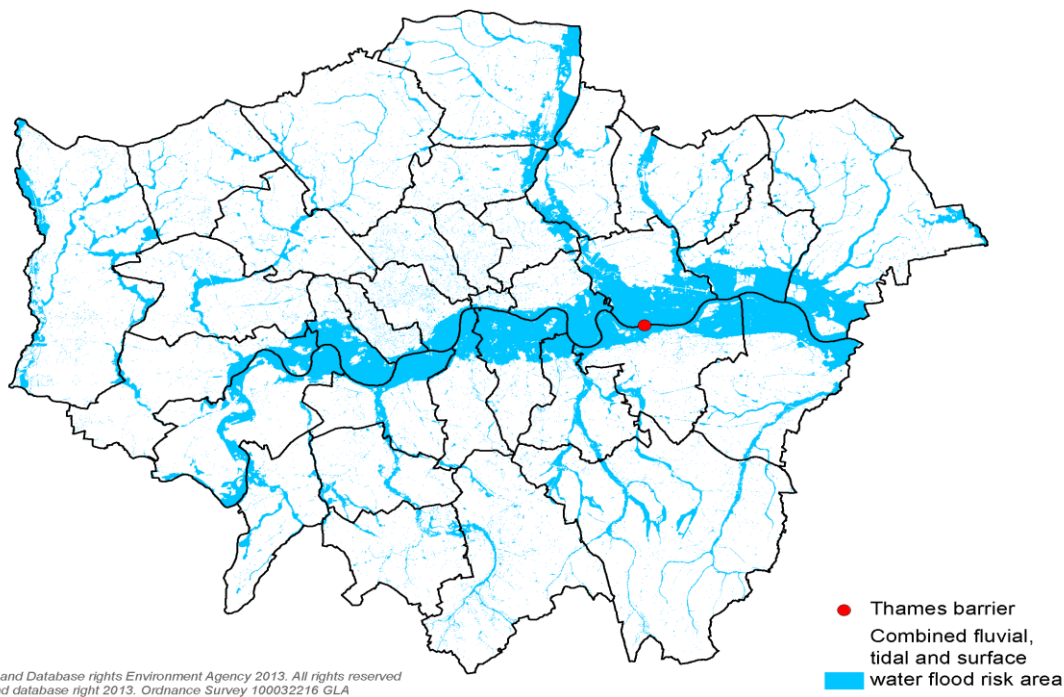 Thames barrier
Combined fluvial,
tidal and surface
water flood risk area
and Database rights Environment Agency 2013. All rights reserved
d database right 2013. Ordnance Survey 100032216 GLA